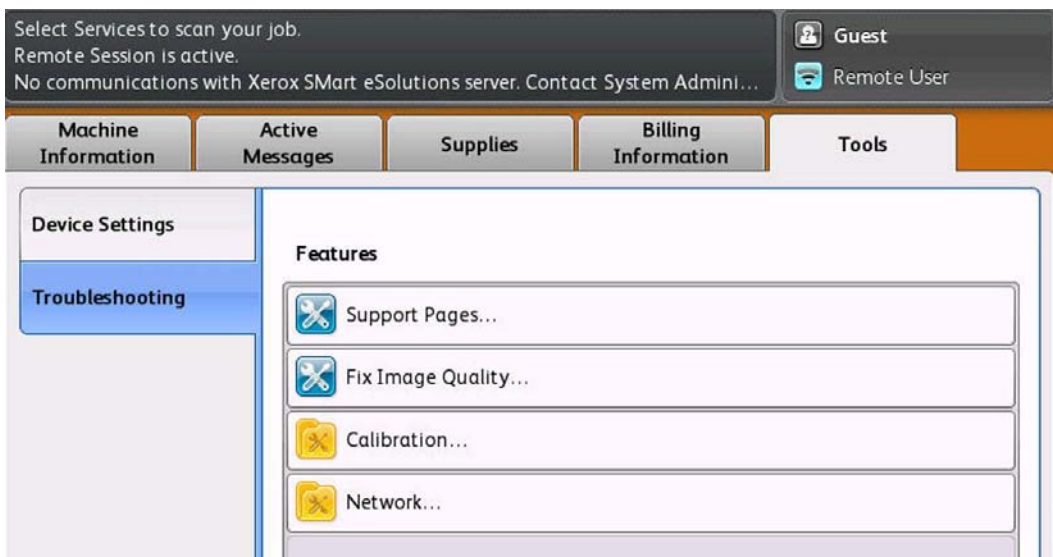 Select Services to scan your job.
Remote Session is active.
No communications with Xerox SMart eSolutions server. Contact System Admini...
Guest
Remote User
Machine
Information
Active
Messages
Supplies
Billing
Information
Tools
Device Settings
Troubleshooting
Features
Support Pages...
Fix Image Quality...
Calibration...
Network...